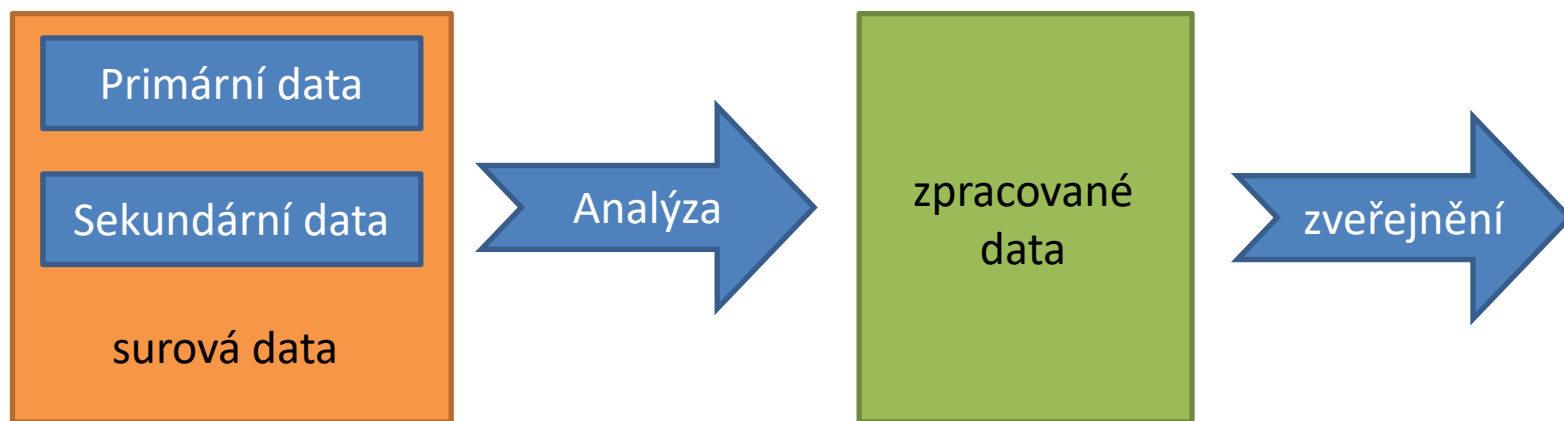 Primární data
Sekundární data
surová data
Analýza
zpracované
data
zveřejnění